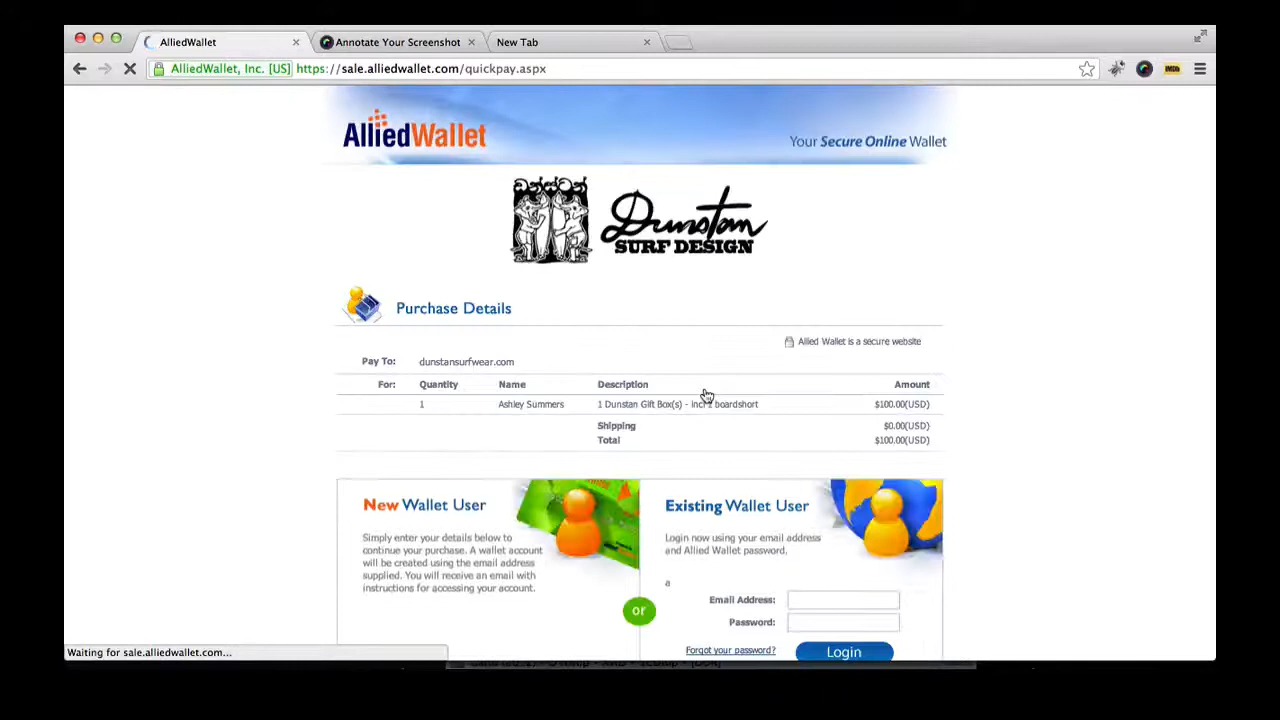 AlliedWallet
Annotate Your Screenshot
New Tab
AlliedWallet, Inc. [US] https://sale.alliedwallet.com/quickpay.aspx
IMDb
AlliedWallet
Your Secure Online Wallet
ඩන්ස්ටන්
Dunstan
SURF DESIGN
Purchase Details
Allied Wallet is a secure website
Pay To: dunstansurfwear.com
For: Quantity Name Description Amount
1 Ashley Summers 1 Dunstan Gift Box(s) - incl 1 boardshort $100.00(USD)
Shipping $0.00(USD)
Total $100.00(USD)
New Wallet User
Simply enter your details below to
continue your purchase. A wallet account
will be created using the email address
supplied. You will receive an email with
instructions for accessing your account.
or
Existing Wallet User
Login now using your email address
and Allied Wallet password.
a
Email Address:
Password:
Forgot your password? Login
Waiting for sale.alliedwallet.com...